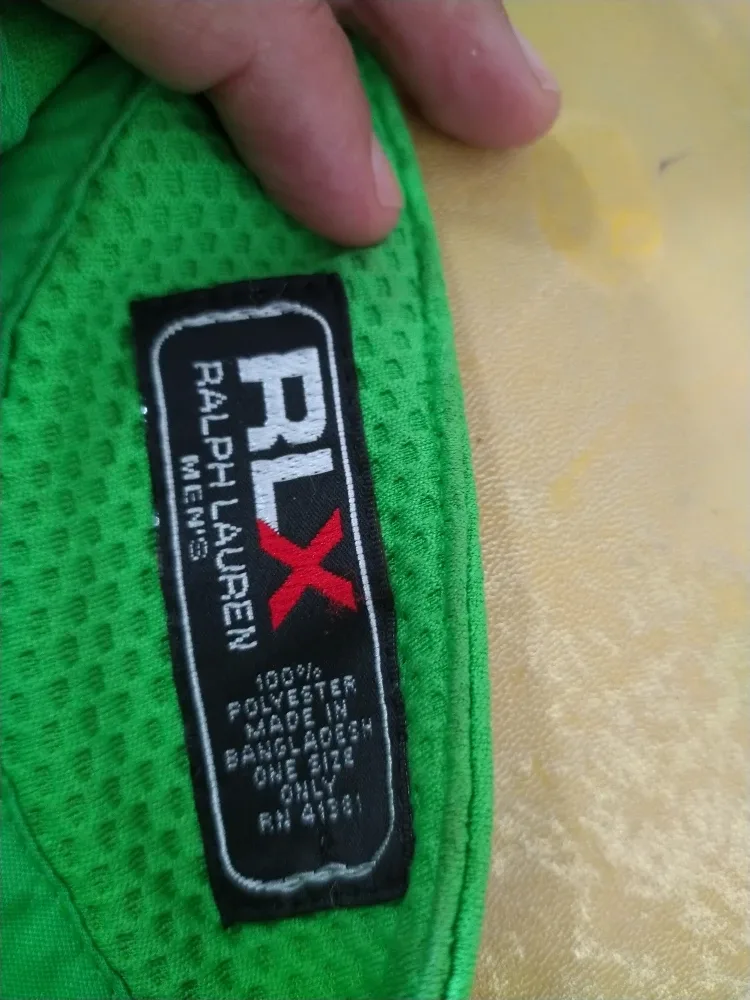 RLX
RALPH LAUREN
MEN'S
100%
POLYESTER
MADE IN
BANGLADESH
ONE SIZE
ONLY
RN 41381